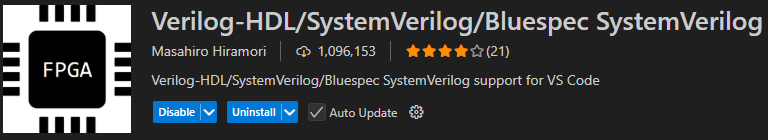 FPGA
Verilog-HDL/SystemVerilog/Bluespec SystemVerilog
Masahiro Hiramori | 1,096,153 | (21)
Verilog-HDL/SystemVerilog/Bluespec SystemVerilog support for VS Code
Disable Uninstall Auto Update